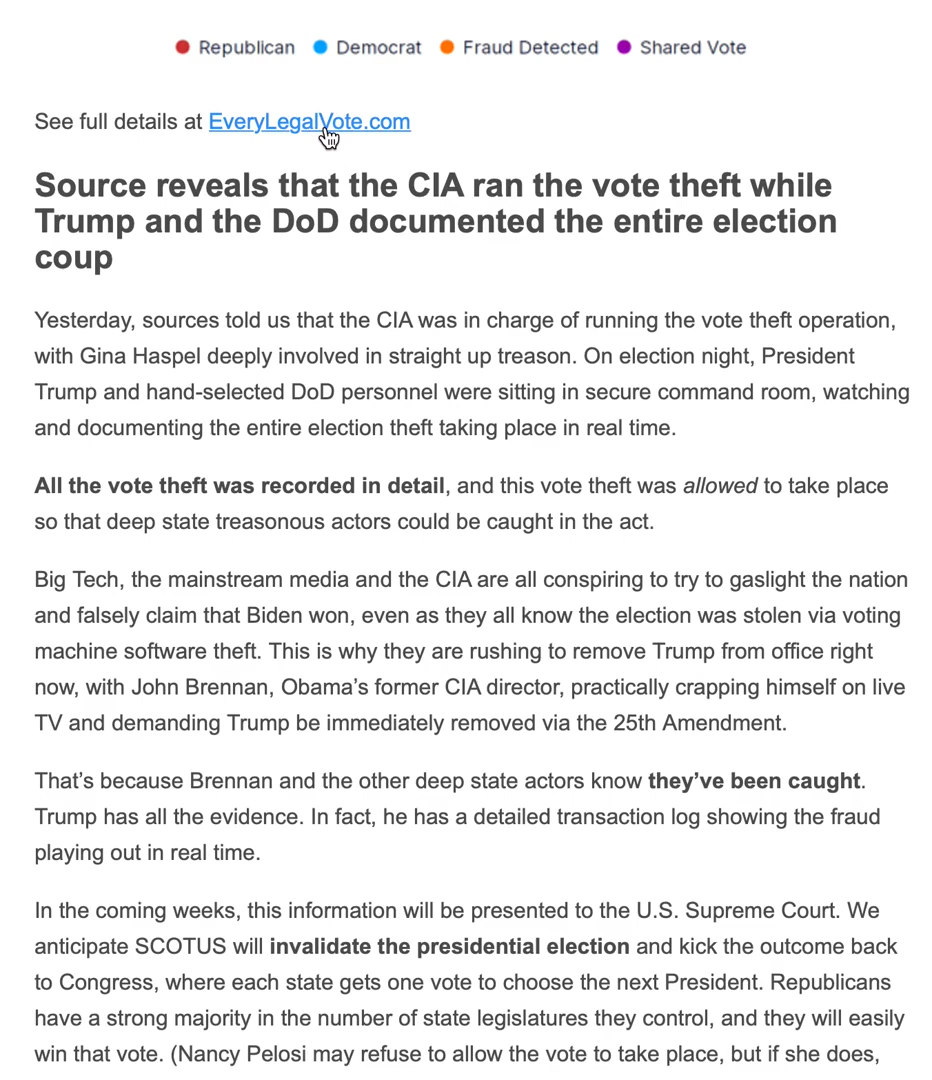 Republican Democrat Fraud Detected Shared Vote
See full details at EveryLegalVote.com
Source reveals that the CIA ran the vote theft while
Trump and the DoD documented the entire election
coup
Yesterday, sources told us that the CIA was in charge of running the vote theft operation,
with Gina Haspel deeply involved in straight up treason. On election night, President
Trump and hand-selected DoD personnel were sitting in secure command room, watching
and documenting the entire election theft taking place in real time.
All the vote theft was recorded in detail, and this vote theft was allowed to take place
so that deep state treasonous actors could be caught in the act.
Big Tech, the mainstream media and the CIA are all conspiring to try to gaslight the nation
and falsely claim that Biden won, even as they all know the election was stolen via voting
machine software theft. This is why they are rushing to remove Trump from office right
now, with John Brennan, Obama’s former CIA director, practically crapping himself on live
TV and demanding Trump be immediately removed via the 25th Amendment.
That’s because Brennan and the other deep state actors know they’ve been caught.
Trump has all the evidence. In fact, he has a detailed transaction log showing the fraud
playing out in real time.
In the coming weeks, this information will be presented to the U.S. Supreme Court. We
anticipate SCOTUS will invalidate the presidential election and kick the outcome back
to Congress, where each state gets one vote to choose the next President. Republicans
have a strong majority in the number of state legislatures they control, and they will easily
win that vote. (Nancy Pelosi may refuse to allow the vote to take place, but if she does,